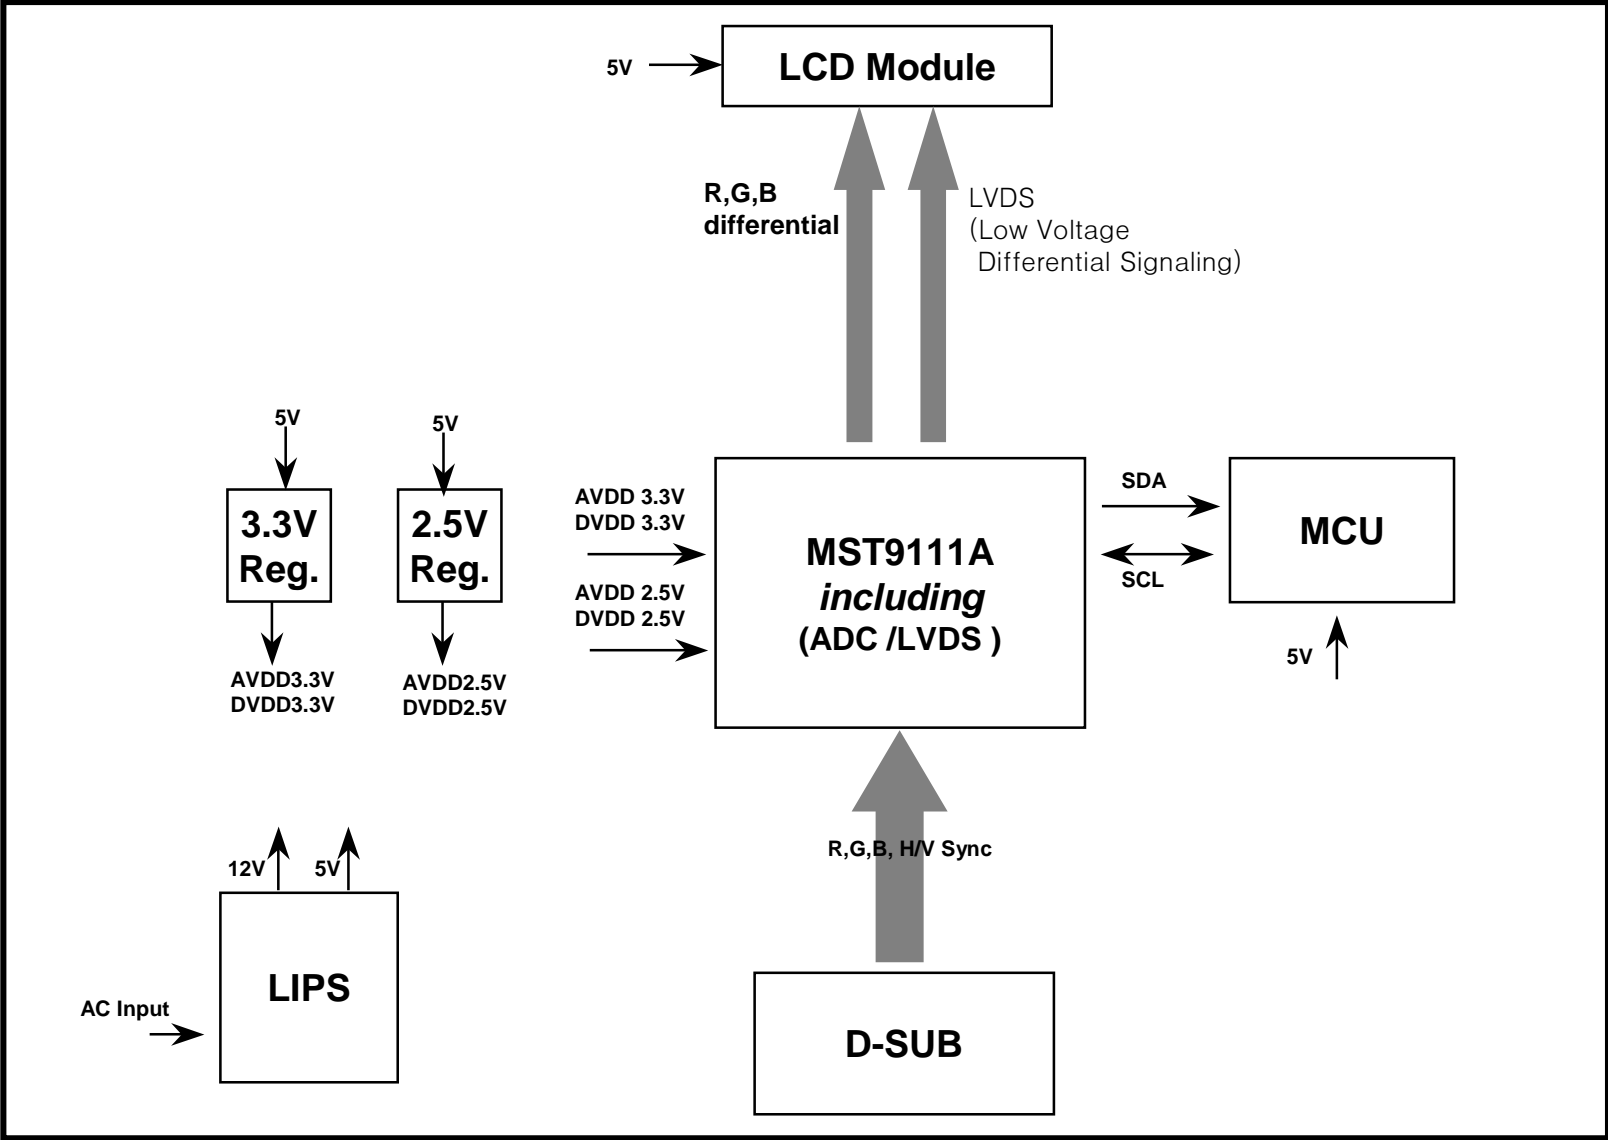 5V
LCD Module
R,G,B
differential
LVDS
(Low Voltage
Differential Signaling)
5V
5V
3.3V
Reg.
2.5V
Reg.
AVDD3.3V
DVDD3.3V
AVDD2.5V
DVDD2.5V
AVDD 3.3V
DVDD 3.3V
AVDD 2.5V
DVDD 2.5V
MST9111A
including
(ADC /LVDS )
SDA
SCL
MCU
5V
12V
5V
LIPS
AC Input
R,G,B, H/V Sync
D-SUB